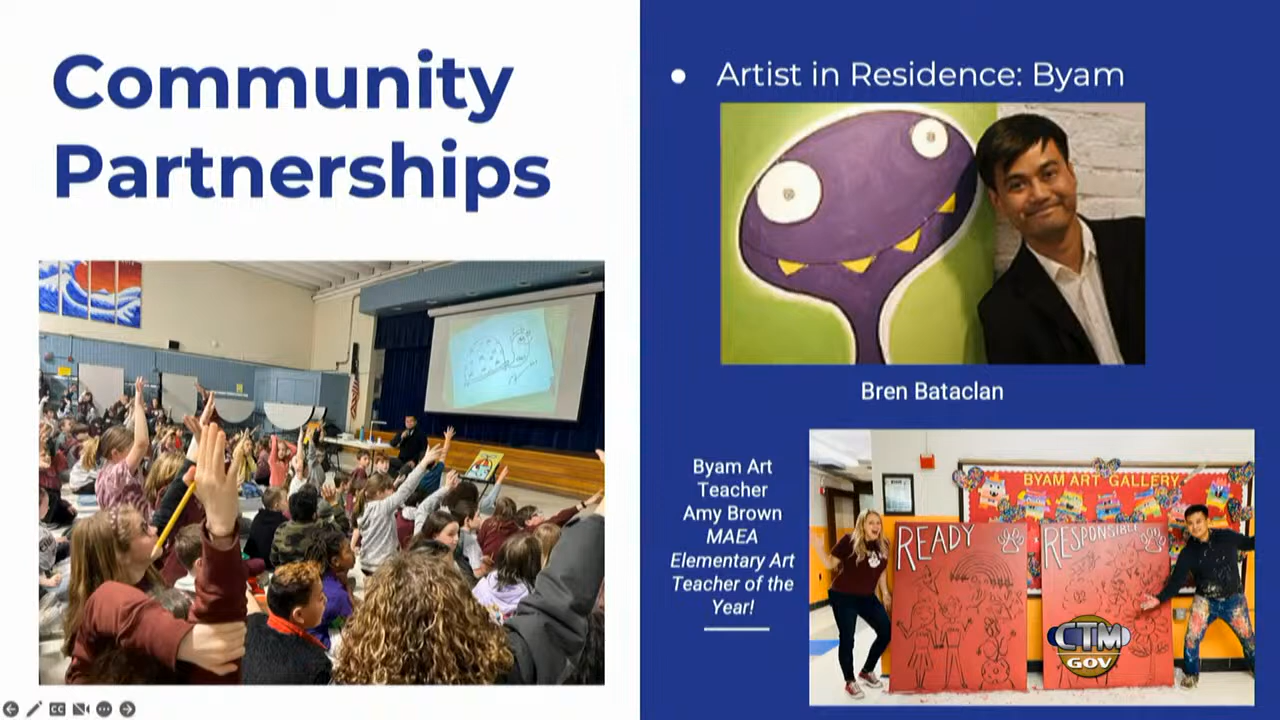 Community
Partnerships
● Artist in Residence: Byam
Bren Bataclan
Byam Art
Teacher
Amy Brown
MAEA
Elementary Art
Teacher of the
Year!
BYAM ART GALLERY
READY
RESPONSIBLE
CTM
GOV
CC